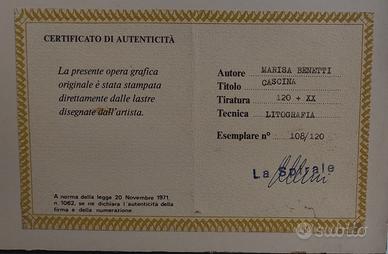 CERTIFICATO DI AUTENTICITÀ
La presente opera grafica
originale è stata stampata
direttamente dalle lastre
disegnate dall'artista.
A norma della legge 20 Novembre 1971
n. 1062, se ne dichiara l'autenticità della
firma e della numerazione.
Autore MARISA BENETTI
Titolo CASCINA
Tiratura 120 + XX
Tecnica LITOGRAFIA
Esemplare n° 108/120
La Spirale
subito